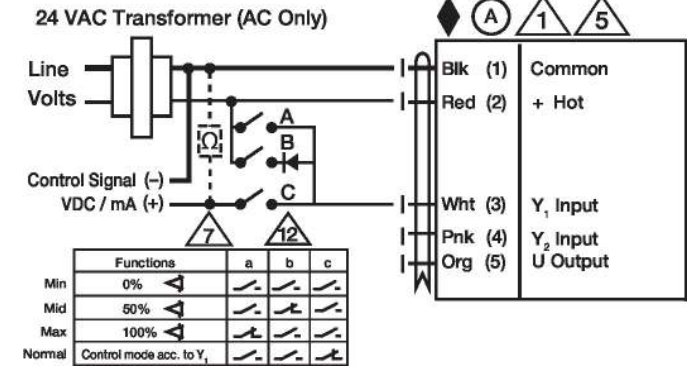 24 VAC Transformer (AC Only)
A 1 5
Line
Volts
Blk (1) Common
Red (2) + Hot
A
Ω
B
Control Signal (–)
VDC / mA (+)
C
Wht (3) Y₁ Input
7
12
Pnk (4) Y₂ Input
Org (5) U Output
Functions a b c
Min 0%
Mid 50%
Max 100%
Normal Control mode acc. to Y₁